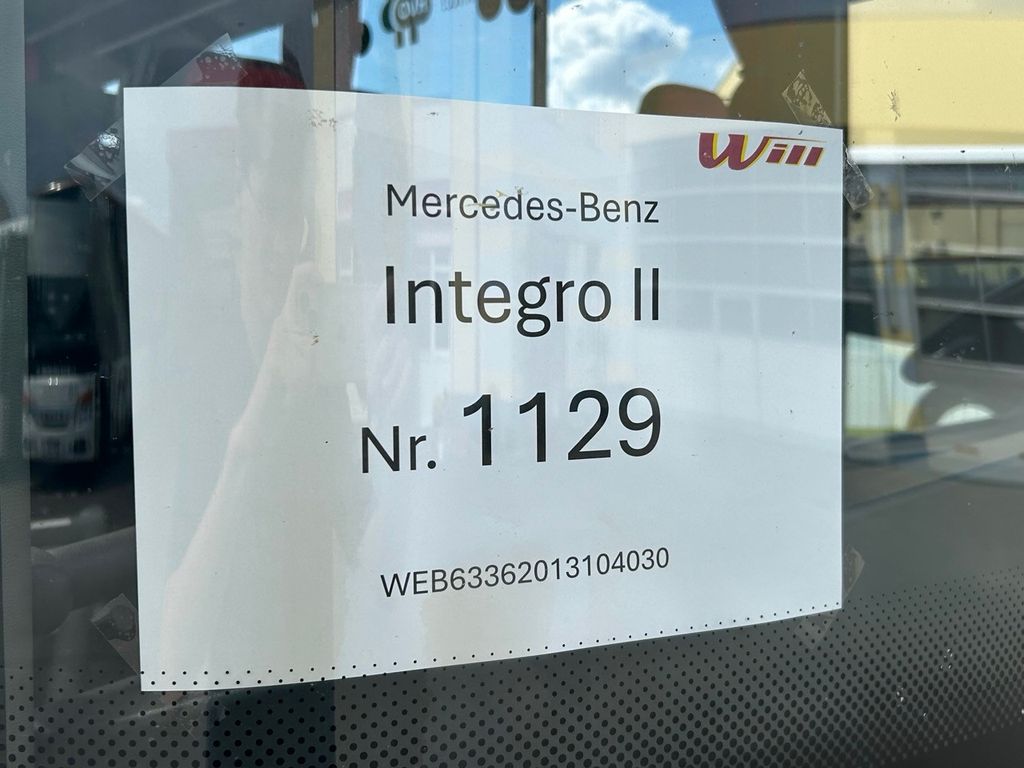 Will
Mercedes-Benz
Integro II
Nr. 1129
WEB63362013104030